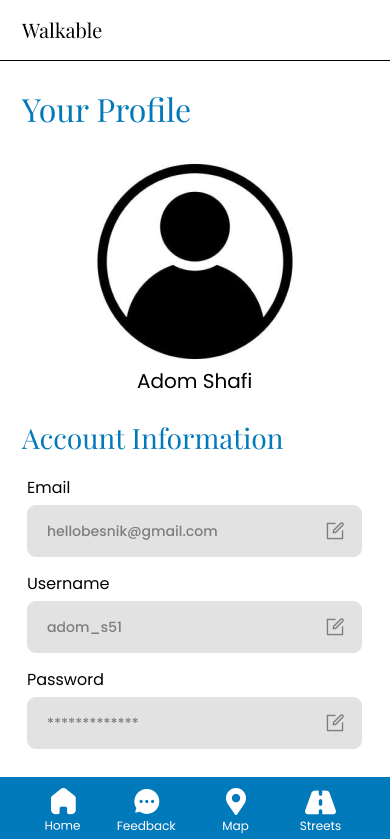 Walkable
Your Profile
Adom Shafi
Account Information
Email
hellobesnik@gmail.com
Username
adom_s51
Password
*************
Home Feedback Map Streets